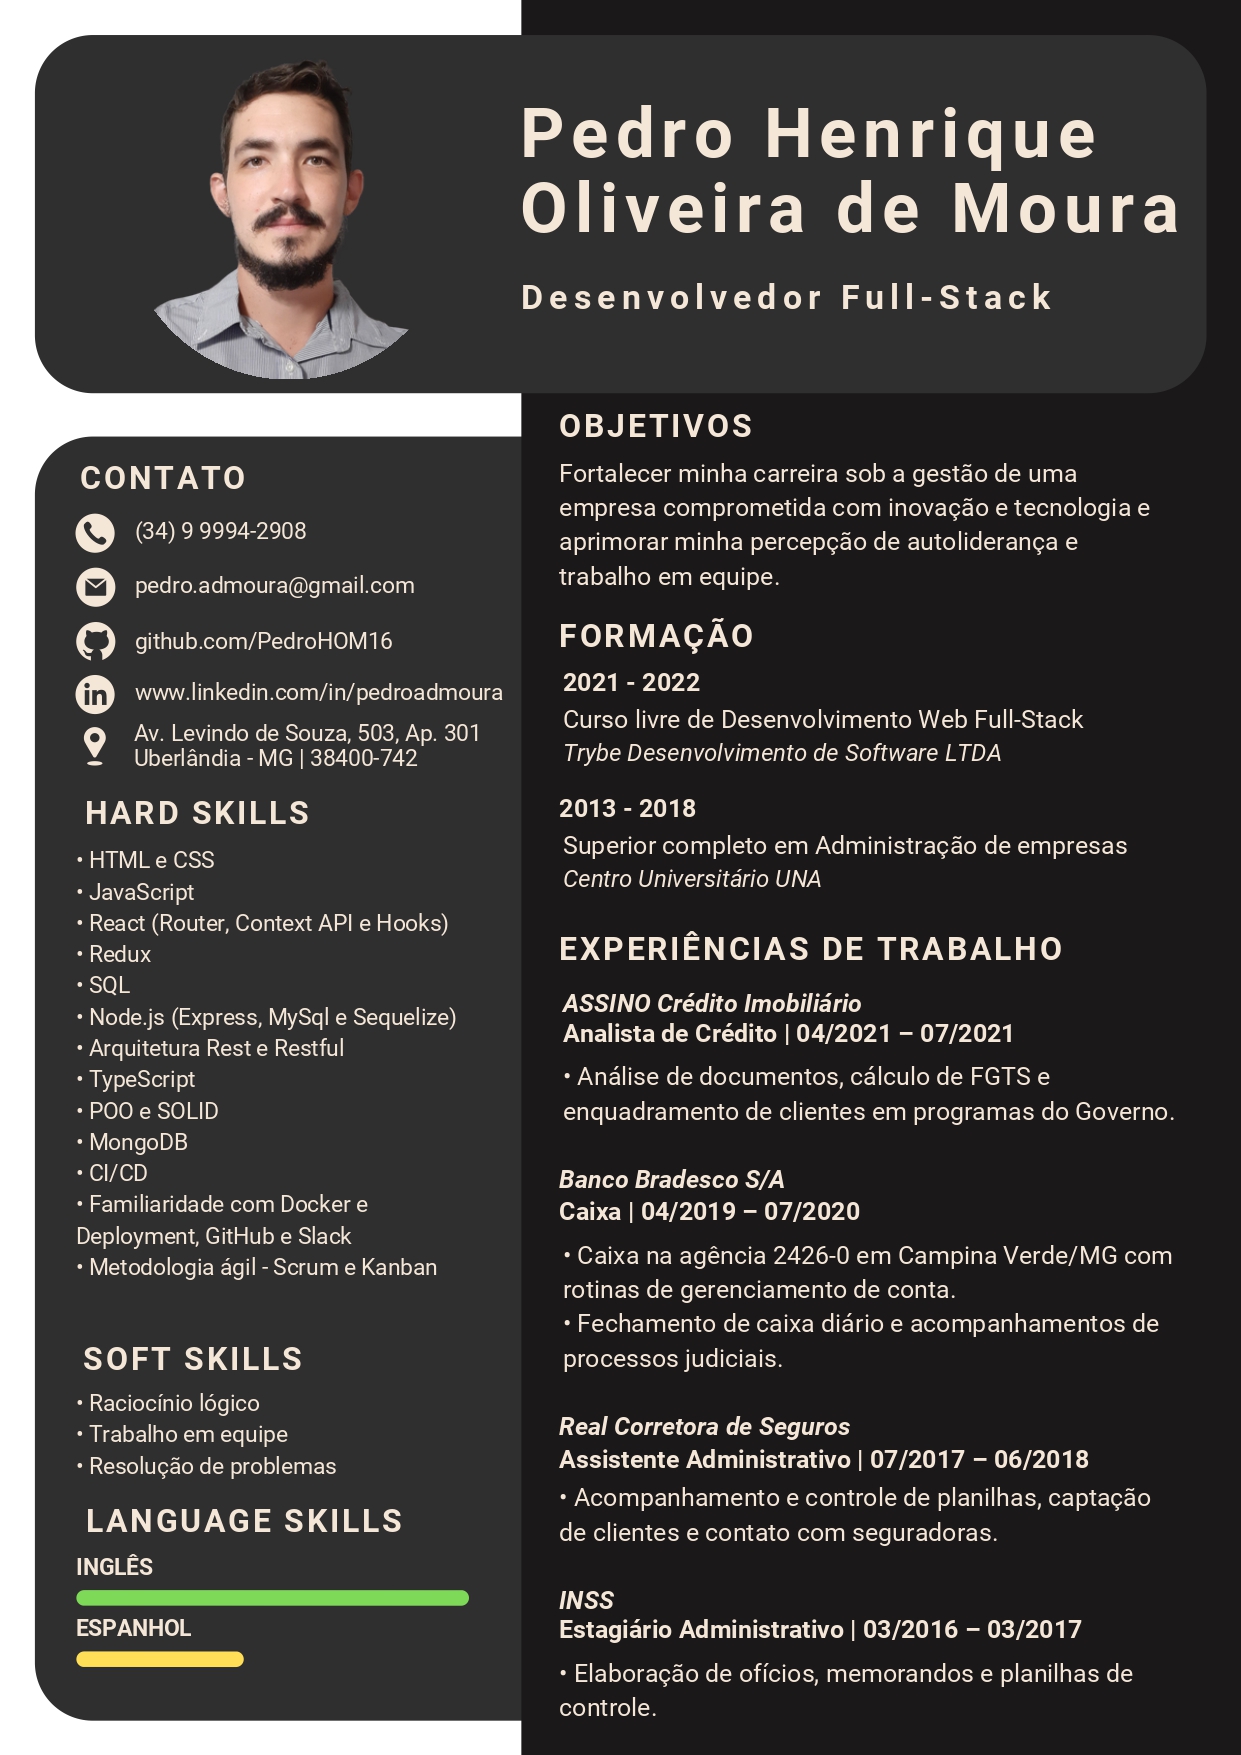 Pedro Henrique
Oliveira de Moura
Desenvolvedor Full-Stack
CONTATO
(34) 9 9994-2908
pedro.admoura@gmail.com
github.com/PedroHOM16
www.linkedin.com/in/pedroadmoura
Av. Levindo de Souza, 503, Ap. 301
Uberlândia - MG | 38400-742
HARD SKILLS
• HTML e CSS
• JavaScript
• React (Router, Context API e Hooks)
• Redux
• SQL
• Node.js (Express, MySql e Sequelize)
• Arquitetura Rest e Restful
• TypeScript
• POO e SOLID
• MongoDB
• CI/CD
• Familiaridade com Docker e
Deployment, GitHub e Slack
• Metodologia ágil - Scrum e Kanban
SOFT SKILLS
• Raciocínio lógico
• Trabalho em equipe
• Resolução de problemas
LANGUAGE SKILLS
INGLÊS
ESPANHOL
OBJETIVOS
Fortalecer minha carreira sob a gestão de uma
empresa comprometida com inovação e tecnologia e
aprimorar minha percepção de autoliderança e
trabalho em equipe.
FORMAÇÃO
2021 - 2022
Curso livre de Desenvolvimento Web Full-Stack
Trybe Desenvolvimento de Software LTDA
2013 - 2018
Superior completo em Administração de empresas
Centro Universitário UNA
EXPERIÊNCIAS DE TRABALHO
ASSINO Crédito Imobiliário
Analista de Crédito | 04/2021 – 07/2021
• Análise de documentos, cálculo de FGTS e
enquadramento de clientes em programas do Governo.
Banco Bradesco S/A
Caixa | 04/2019 – 07/2020
• Caixa na agência 2426-0 em Campina Verde/MG com
rotinas de gerenciamento de conta.
• Fechamento de caixa diário e acompanhamentos de
processos judiciais.
Real Corretora de Seguros
Assistente Administrativo | 07/2017 – 06/2018
• Acompanhamento e controle de planilhas, captação
de clientes e contato com seguradoras.
INSS
Estagiário Administrativo | 03/2016 – 03/2017
• Elaboração de ofícios, memorandos e planilhas de
controle.